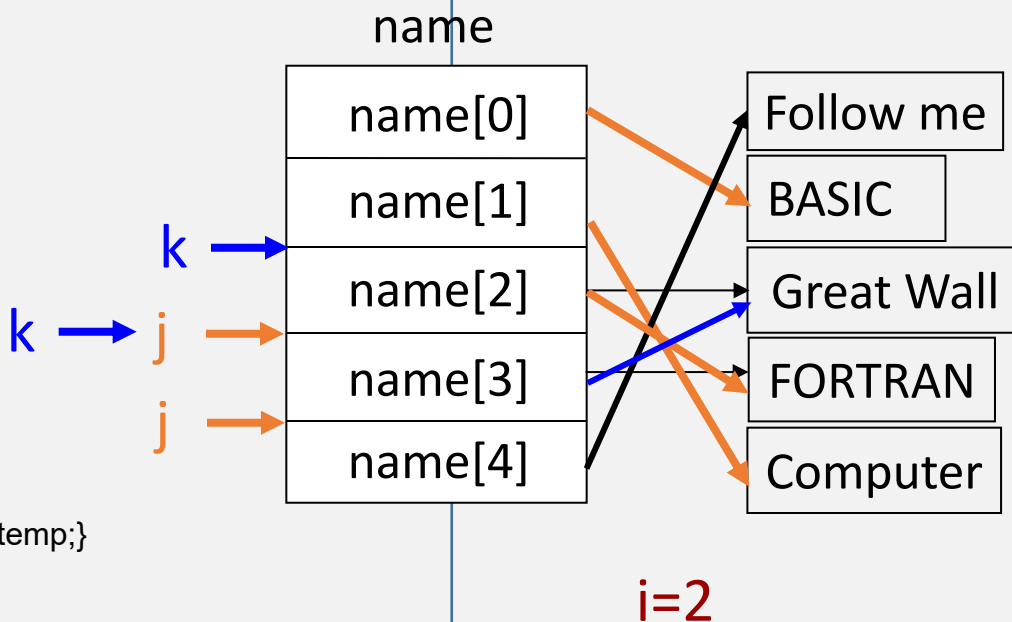 name
name[0]
name[1]
name[2]
name[3]
name[4]
k
k
j
j
Follow me
BASIC
Great Wall
FORTRAN
Computer
temp;}
i=2